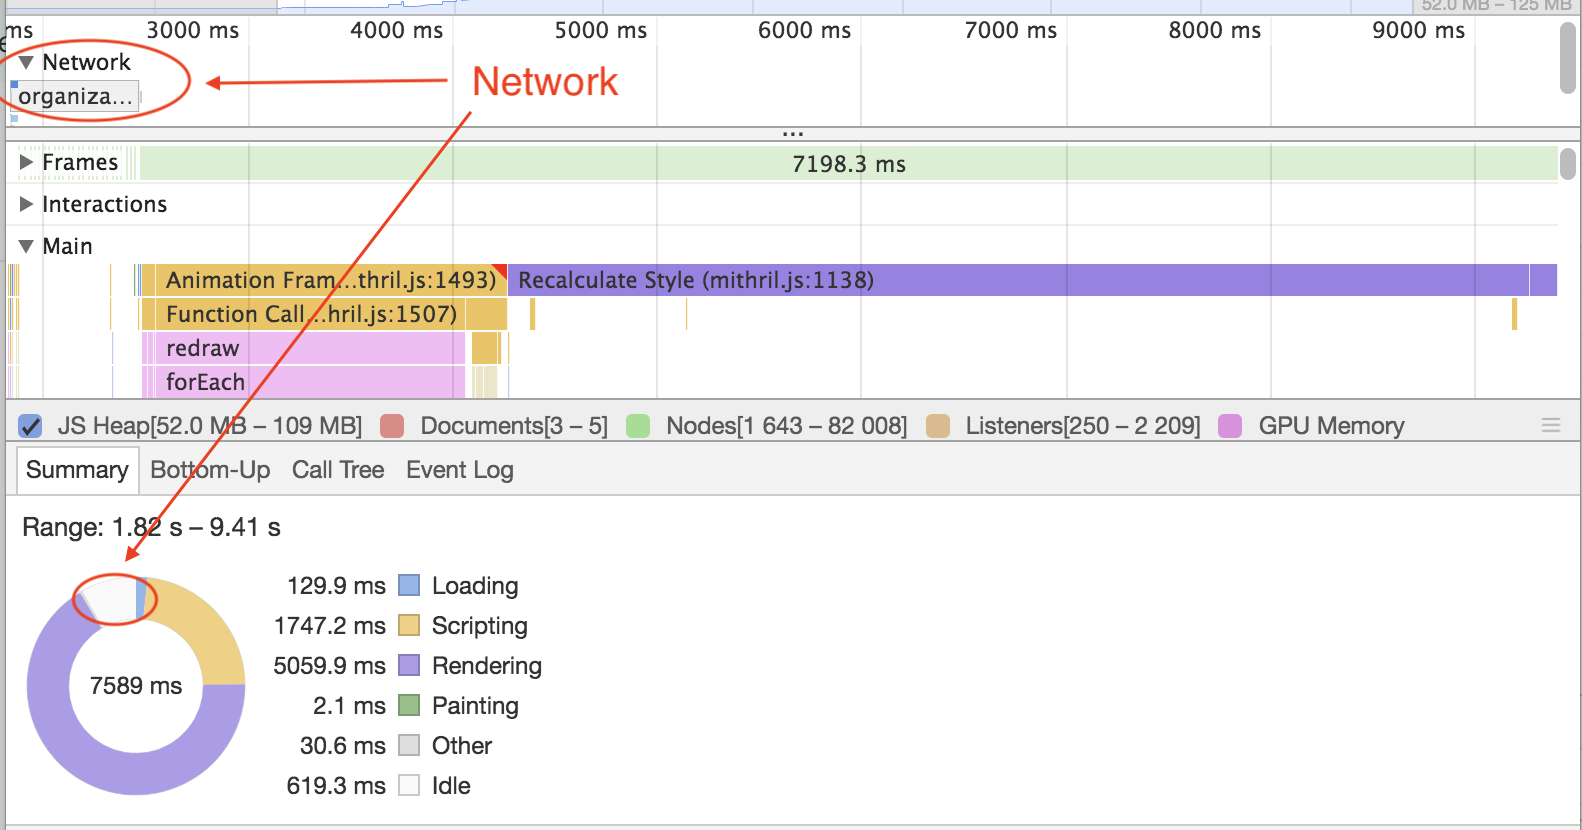 52.0 MB – 125 MB
ms 3000 ms 4000 ms 5000 ms 6000 ms 7000 ms 8000 ms 9000 ms
Network
organiza...
Network
...
Frames 7198.3 ms
Interactions
Main
Animation Fram...thril.js:1493) Recalculate Style (mithril.js:1138)
Function Call...hril.js:1507)
redraw
forEach
JS Heap[52.0 MB – 109 MB] Documents[3 – 5] Nodes[1 643 – 82 008] Listeners[250 – 2 209] GPU Memory
Summary Bottom-Up Call Tree Event Log
Range: 1.82 s – 9.41 s
7589 ms
129.9 ms Loading
1747.2 ms Scripting
5059.9 ms Rendering
2.1 ms Painting
30.6 ms Other
619.3 ms Idle